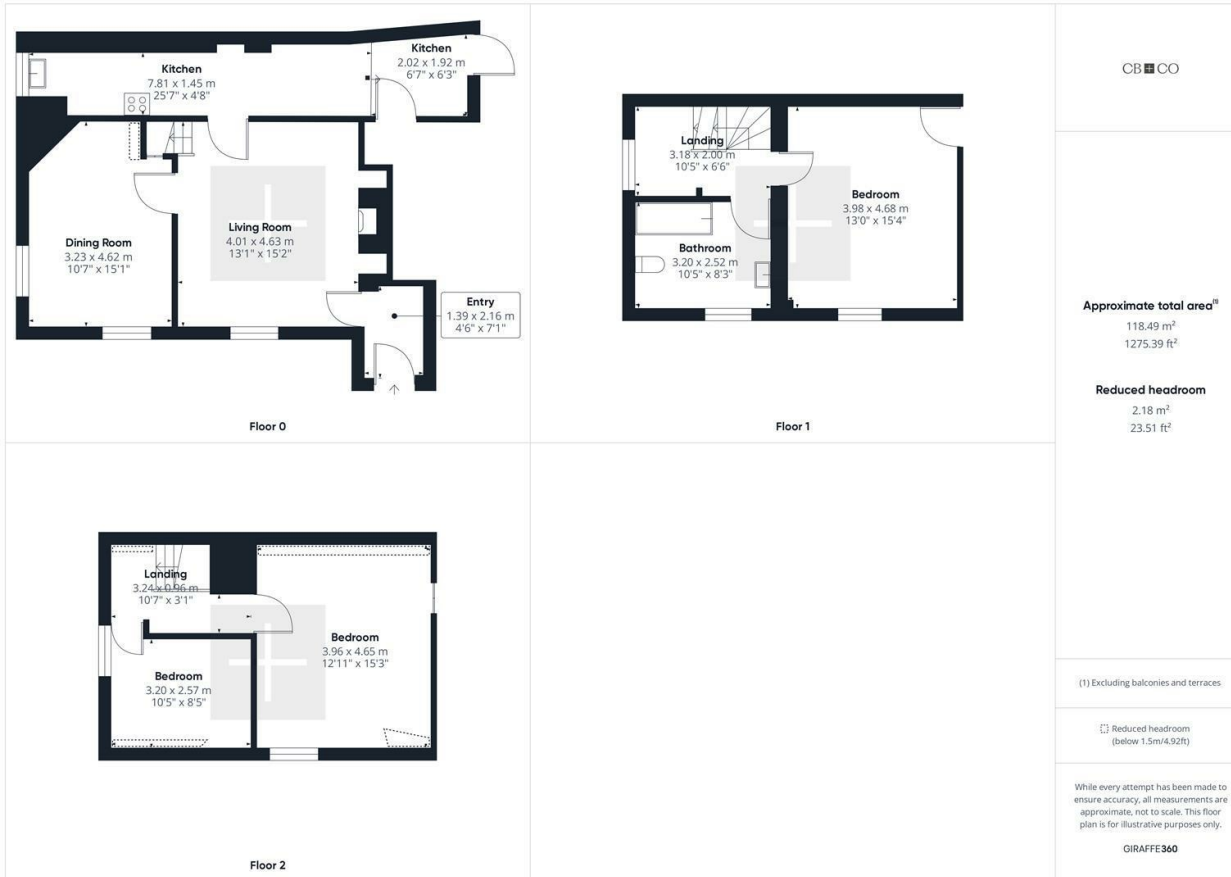 Kitchen
7.81 x 1.45 m
25'7" x 4'8"
Kitchen
2.02 x 1.92 m
6'7" x 6'3"
Dining Room
3.23 x 4.62 m
10'7" x 15'1"
Living Room
4.01 x 4.63 m
13'1" x 15'2"
Entry
1.39 x 2.16 m
4'6" x 7'1"
Floor 0
Landing
3.18 x 2.00 m
10'5" x 6'6"
Bedroom
3.98 x 4.68 m
13'0" x 15'4"
Bathroom
3.20 x 2.52 m
10'5" x 8'3"
Floor 1
Landing
3.24 x 0.96 m
10'7" x 3'1"
Bedroom
3.96 x 4.65 m
12'11" x 15'3"
Bedroom
3.20 x 2.57 m
10'5" x 8'5"
Floor 2
CB CO
Approximate total area(1)
118.49 m²
1275.39 ft²
Reduced headroom
2.18 m²
23.51 ft²
(1) Excluding balconies and terraces
Reduced headroom
(below 1.5m/4.92ft)
While every attempt has been made to
ensure accuracy, all measurements are
approximate, not to scale. This floor
plan is for illustrative purposes only.
GIRAFFE360